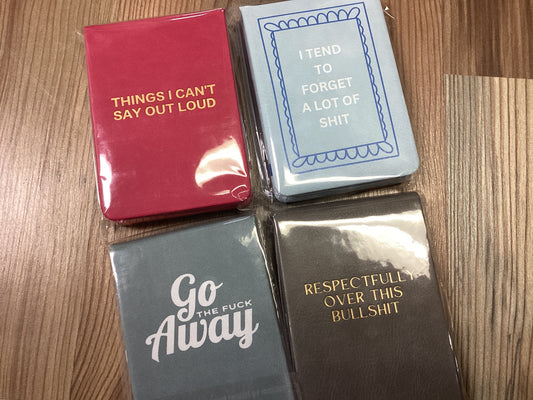 THINGS I CAN'T
SAY OUT LOUD
I TEND
TO
FORGET
A LOT OF
SHIT
Go
THE FUCK
Away
RESPECTFULLY
OVER THIS
BULLSHIT